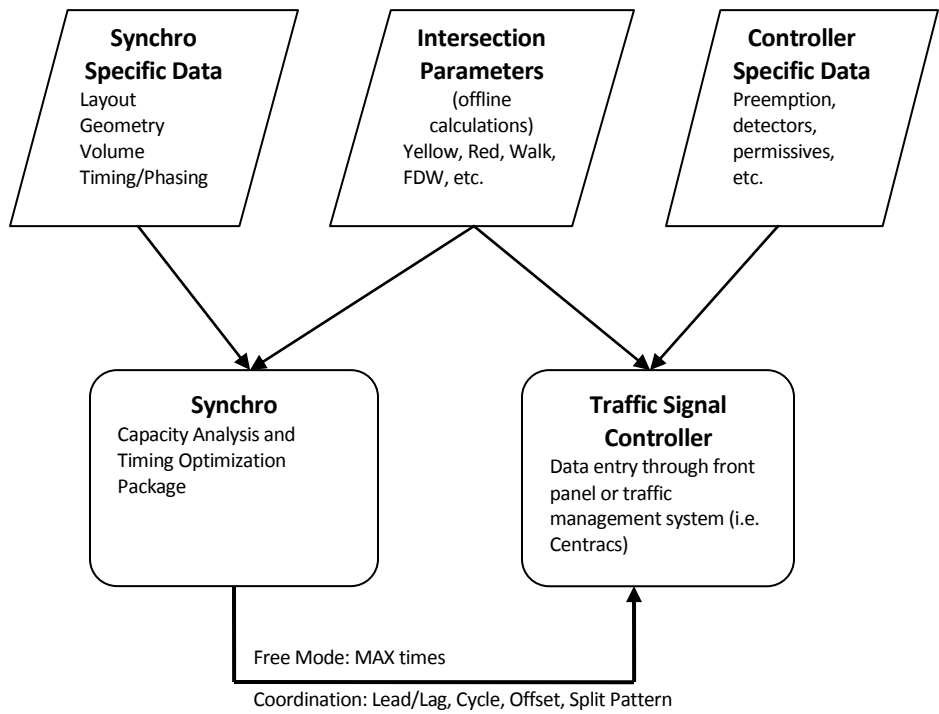 Synchro
Specific Data
Layout
Geometry
Volume
Timing/Phasing
Intersection
Parameters
(offline
calculations)
Yellow, Red, Walk,
FDW, etc.
Controller
Specific Data
Preemption,
detectors,
permissives,
etc.
Synchro
Capacity Analysis and
Timing Optimization
Package
Traffic Signal
Controller
Data entry through front
panel or traffic
management system (i.e.
Centracs)
Free Mode: MAX times
Coordination: Lead/Lag, Cycle, Offset, Split Pattern